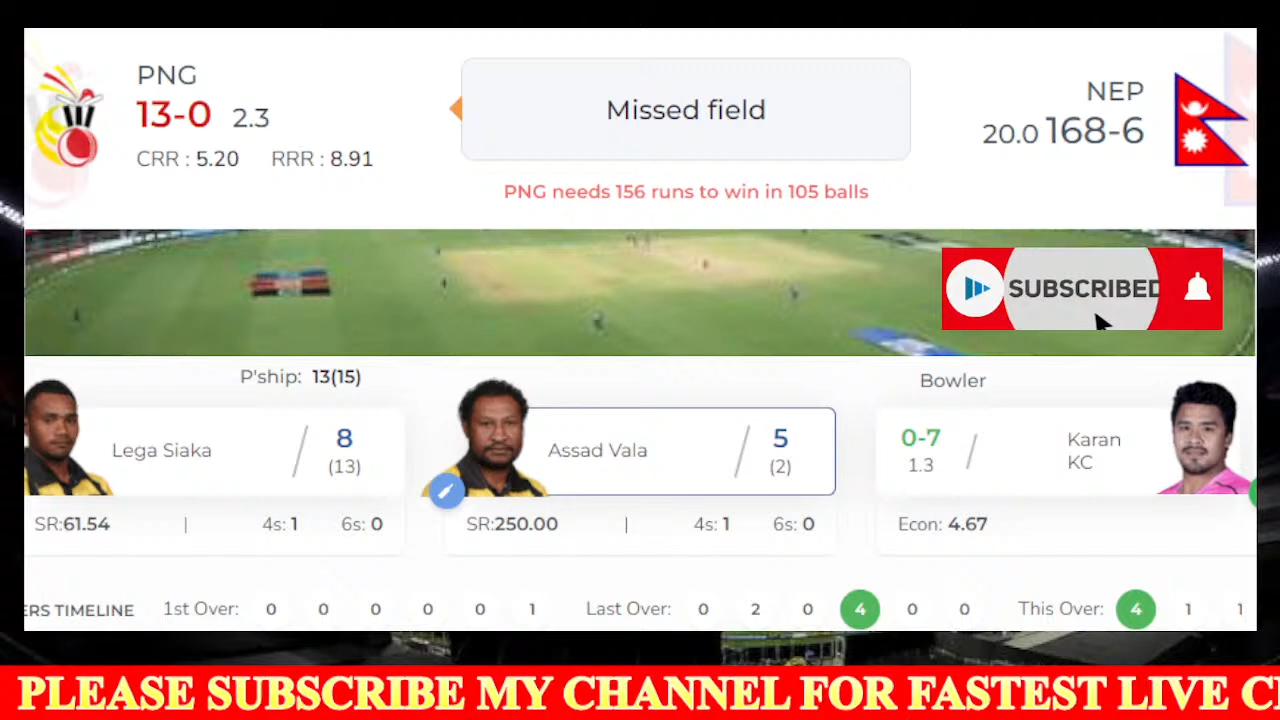 PNG
13-0 2.3
CRR : 5.20 RRR : 8.91
Missed field
PNG needs 156 runs to win in 105 balls
NEP
20.0 168-6
SUBSCRIBED
P'ship: 13(15)
Lega Siaka / 8
(13)
SR:61.54 | 4s: 1 6s: 0
Assad Vala / 5
(2)
SR:250.00 | 4s: 1 6s: 0
Bowler
0-7 / Karan
1.3 KC
Econ: 4.67
ERS TIMELINE 1st Over: 0 0 0 0 0 1 Last Over: 0 2 0 4 0 0 This Over: 4 1 1
PLEASE SUBSCRIBE MY CHANNEL FOR FASTEST LIVE C